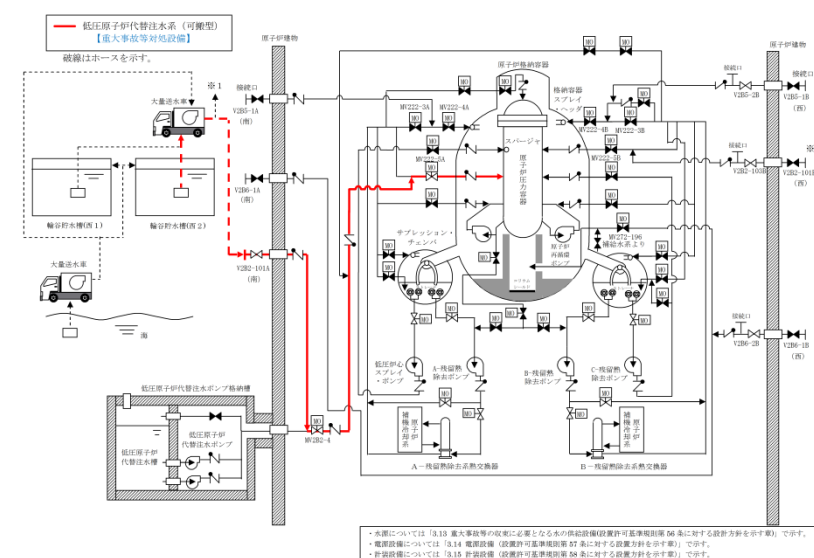 低圧原子炉代替注水系（可搬型）
【重大事故等対処設備】
破線はホースを示す。
原子炉建物
原子炉建物
※1
大量送水車
接続口
V2B5-1A
(南)
V2B6-1A
(南)
V2B2-101A
(南)
輪谷貯水槽(西1)
輪谷貯水槽(西2)
大量送水車
海
低圧原子炉代替注水ポンプ格納槽
低圧原子炉
代替注水ポンプ
低圧原子炉
代替注水槽
MV2B2-4
MO
原子炉格納容器
格納容器
スプレイ・
ヘッダ
MV222-3A
MV222-4A
MV222-5A
スパージャ
原子炉圧力容器
MV222-4B
MV222-3B
MV222-5B
サプレッション・
チェンバ
原子炉
再循環
ポンプ
MV272-196
補給水系より
低圧炉心
スプレイ
・ポンプ
A-残留熱
除去ポンプ
B-残留熱
除去ポンプ
C-残留熱
除去ポンプ
原子炉
補機冷却系
原子炉
補機冷却系
A－残留熱除去系熱交換器
B－残留熱除去系熱交換器
接続口
V2B5-2B
接続口
V2B5-1B
(西)
接続口
V2B2-103B
※
V2B2-101B
(西)
接続口
V2B6-2B
V2B6-1B
(西)
・水源については「3.13 重大事故等の収束に必要となる水の供給設備(設置許可基準規則第56条に対する設計方針を示す章)」で示す。
・電源設備については「3.14 電源設備（設置許可基準規則第57条に対する設置方針を示す章）」で示す。
・計装設備については「3.15 計装設備（設置許可基準規則第58条に対する設置方針を示す章）」で示す。